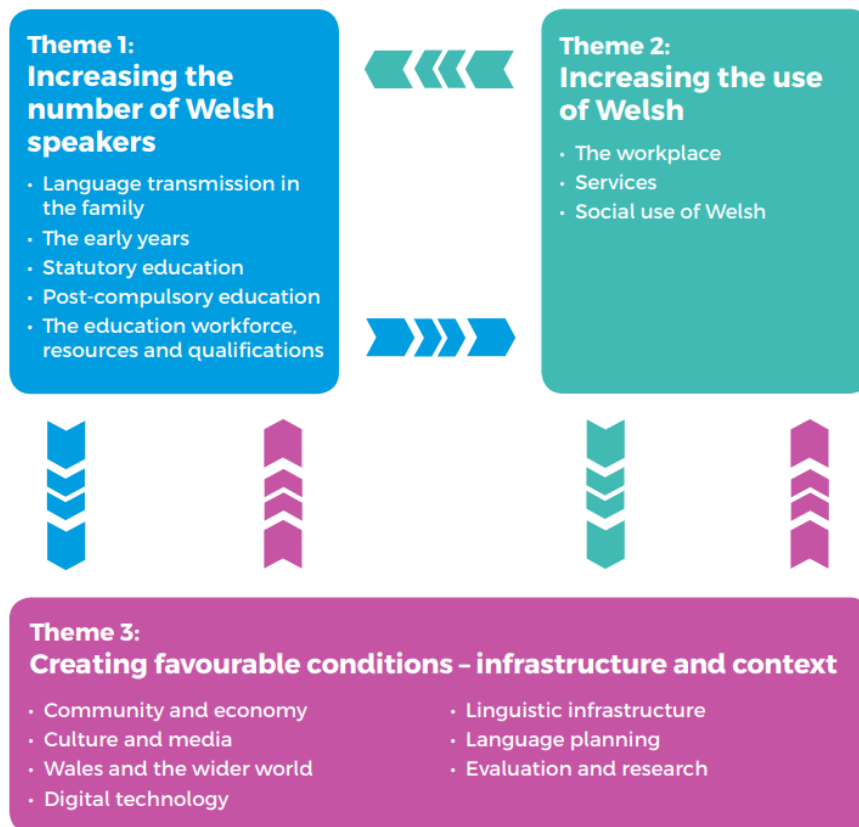 Theme 1:
Increasing the
number of Welsh
speakers
• Language transmission in
the family
• The early years
• Statutory education
• Post-compulsory education
• The education workforce,
resources and qualifications
Theme 2:
Increasing the use
of Welsh
• The workplace
• Services
• Social use of Welsh
Theme 3:
Creating favourable conditions – infrastructure and context
• Community and economy
• Culture and media
• Wales and the wider world
• Digital technology
• Linguistic infrastructure
• Language planning
• Evaluation and research